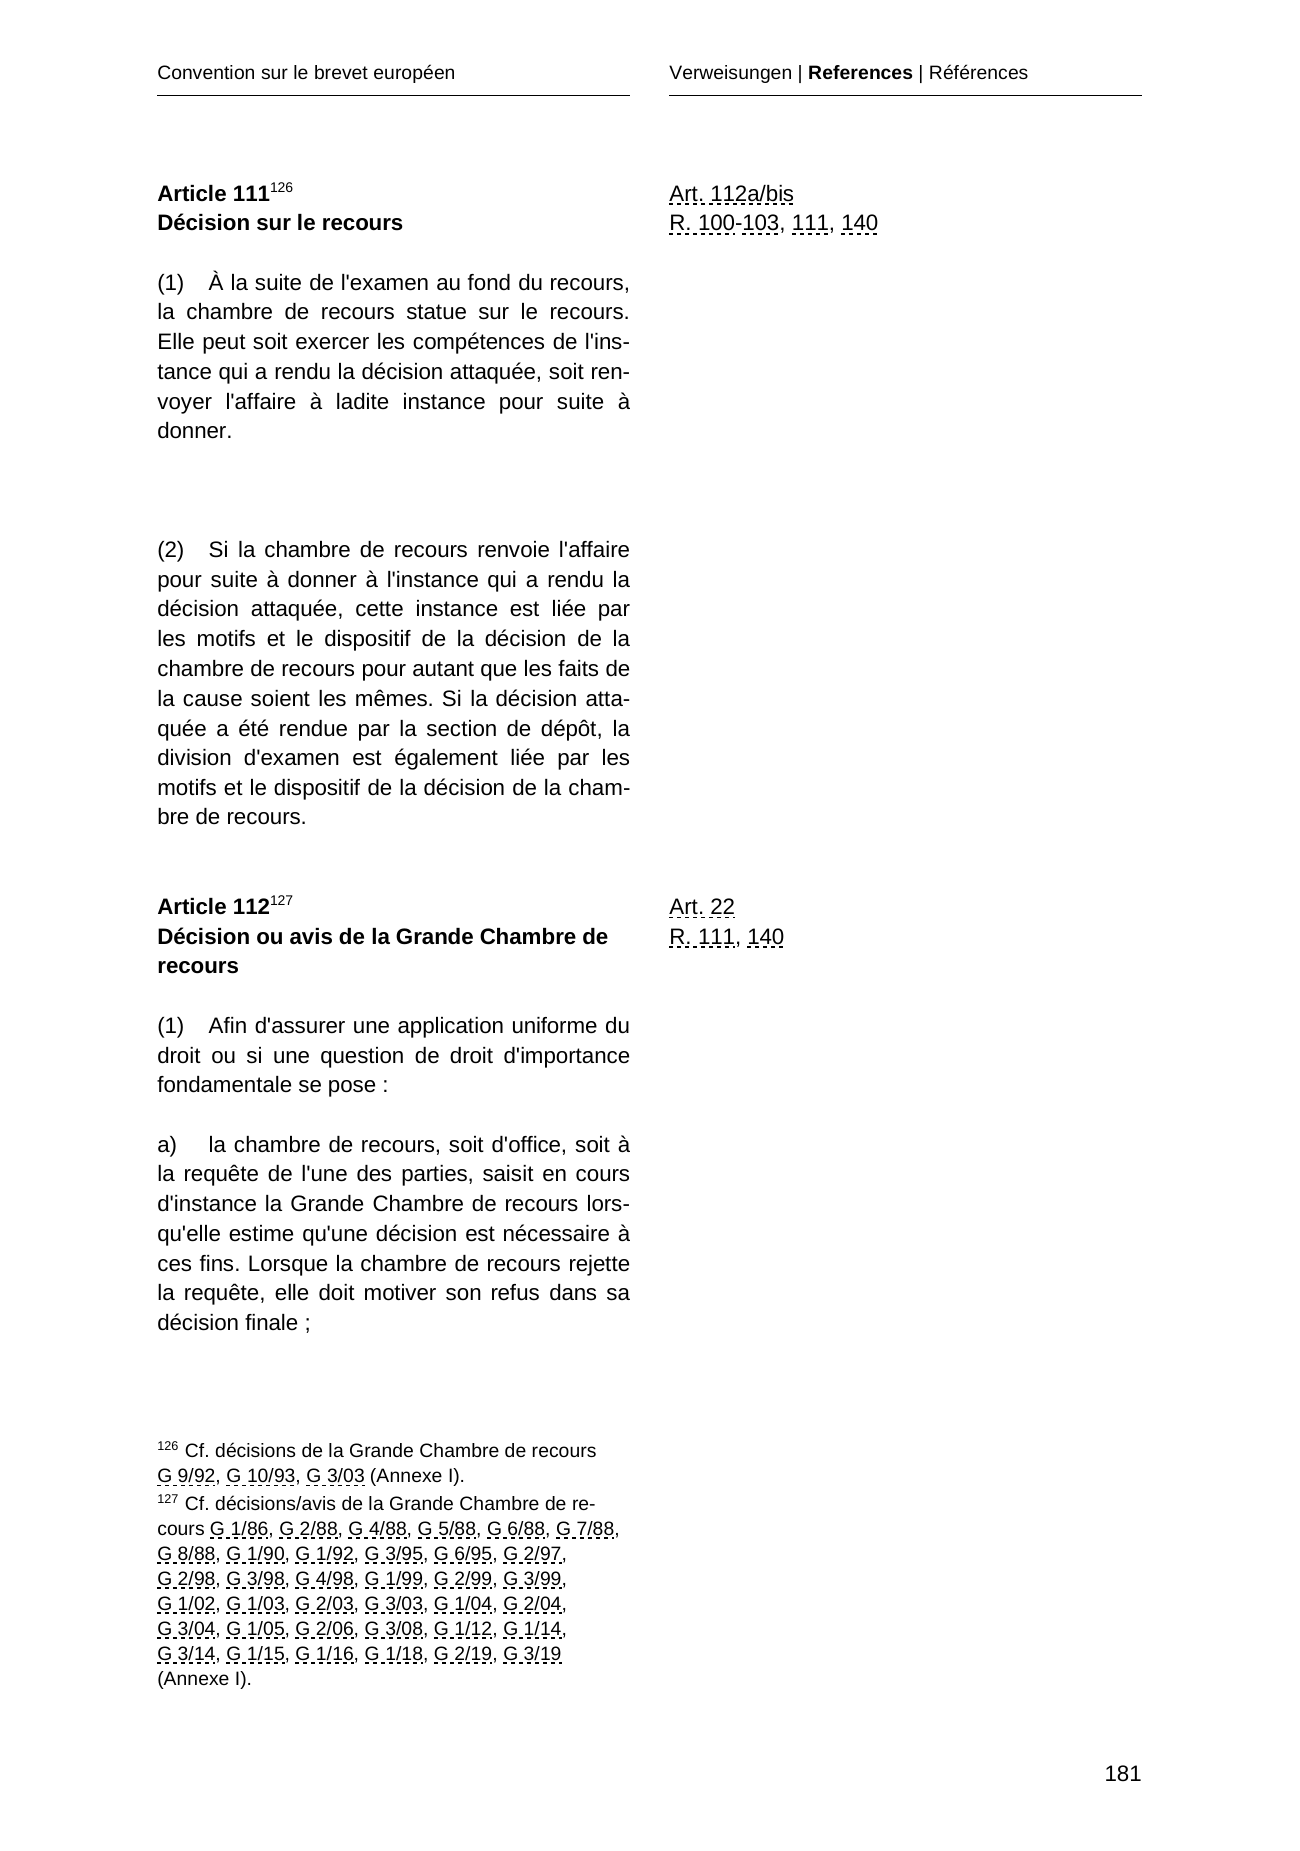 Convention sur le brevet européen
Verweisungen | References | Références
Article 111126
Décision sur le recours
Art. 112a/bis
R. 100-103, 111, 140
(1) À la suite de l'examen au fond du recours,
la chambre de recours statue sur le recours.
Elle peut soit exercer les compétences de l'ins-
tance qui a rendu la décision attaquée, soit ren-
voyer l'affaire à ladite instance pour suite à
donner.
(2) Si la chambre de recours renvoie l'affaire
pour suite à donner à l'instance qui a rendu la
décision attaquée, cette instance est liée par
les motifs et le dispositif de la décision de la
chambre de recours pour autant que les faits de
la cause soient les mêmes. Si la décision atta-
quée a été rendue par la section de dépôt, la
division d'examen est également liée par les
motifs et le dispositif de la décision de la cham-
bre de recours.
Article 112127
Décision ou avis de la Grande Chambre de
recours
Art. 22
R. 111, 140
(1) Afin d'assurer une application uniforme du
droit ou si une question de droit d'importance
fondamentale se pose :
a) la chambre de recours, soit d'office, soit à
la requête de l'une des parties, saisit en cours
d'instance la Grande Chambre de recours lors-
qu'elle estime qu'une décision est nécessaire à
ces fins. Lorsque la chambre de recours rejette
la requête, elle doit motiver son refus dans sa
décision finale ;
126 Cf. décisions de la Grande Chambre de recours
G 9/92, G 10/93, G 3/03 (Annexe I).
127 Cf. décisions/avis de la Grande Chambre de re-
cours G 1/86, G 2/88, G 4/88, G 5/88, G 6/88, G 7/88,
G 8/88, G 1/90, G 1/92, G 3/95, G 6/95, G 2/97,
G 2/98, G 3/98, G 4/98, G 1/99, G 2/99, G 3/99,
G 1/02, G 1/03, G 2/03, G 3/03, G 1/04, G 2/04,
G 3/04, G 1/05, G 2/06, G 3/08, G 1/12, G 1/14,
G 3/14, G 1/15, G 1/16, G 1/18, G 2/19, G 3/19
(Annexe I).
181